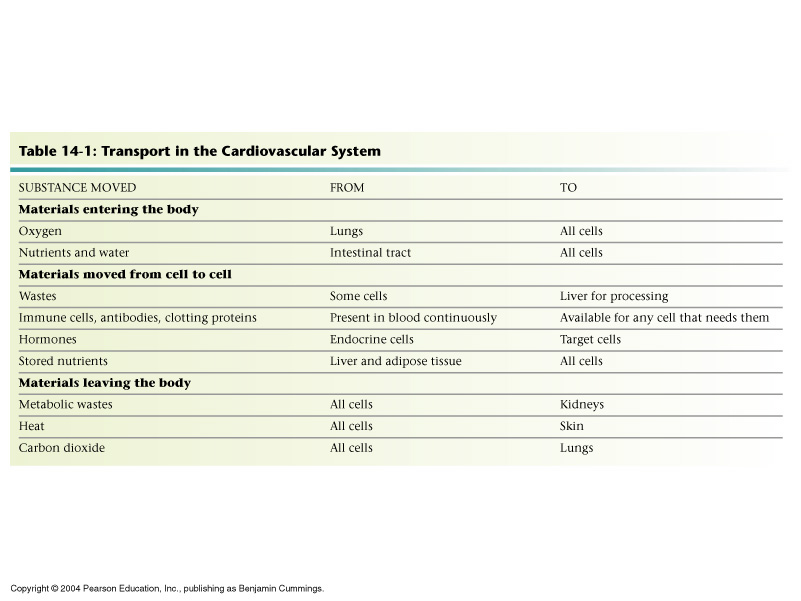 Table 14-1: Transport in the Cardiovascular System
SUBSTANCE MOVED FROM TO
Materials entering the body
Oxygen Lungs All cells
Nutrients and water Intestinal tract All cells
Materials moved from cell to cell
Wastes Some cells Liver for processing
Immune cells, antibodies, clotting proteins Present in blood continuously Available for any cell that needs them
Hormones Endocrine cells Target cells
Stored nutrients Liver and adipose tissue All cells
Materials leaving the body
Metabolic wastes All cells Kidneys
Heat All cells Skin
Carbon dioxide All cells Lungs
Copyright © 2004 Pearson Education, Inc., publishing as Benjamin Cummings.